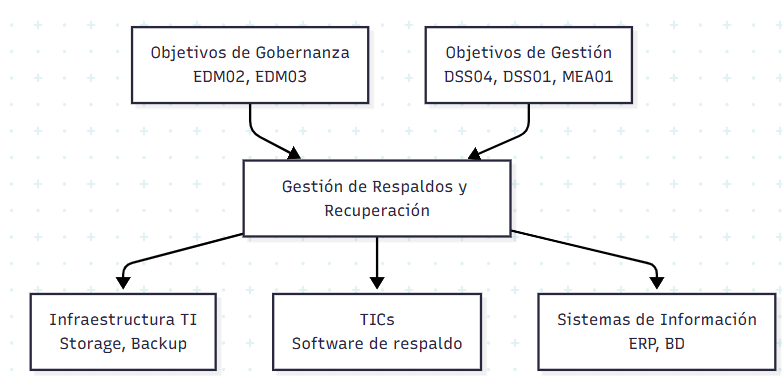 Objetivos de Gobernanza
EDM02, EDM03
Objetivos de Gestión
DSS04, DSS01, MEA01
Gestión de Respaldos y
Recuperación
Infraestructura TI
Storage, Backup
TICs
Software de respaldo
Sistemas de Información
ERP, BD